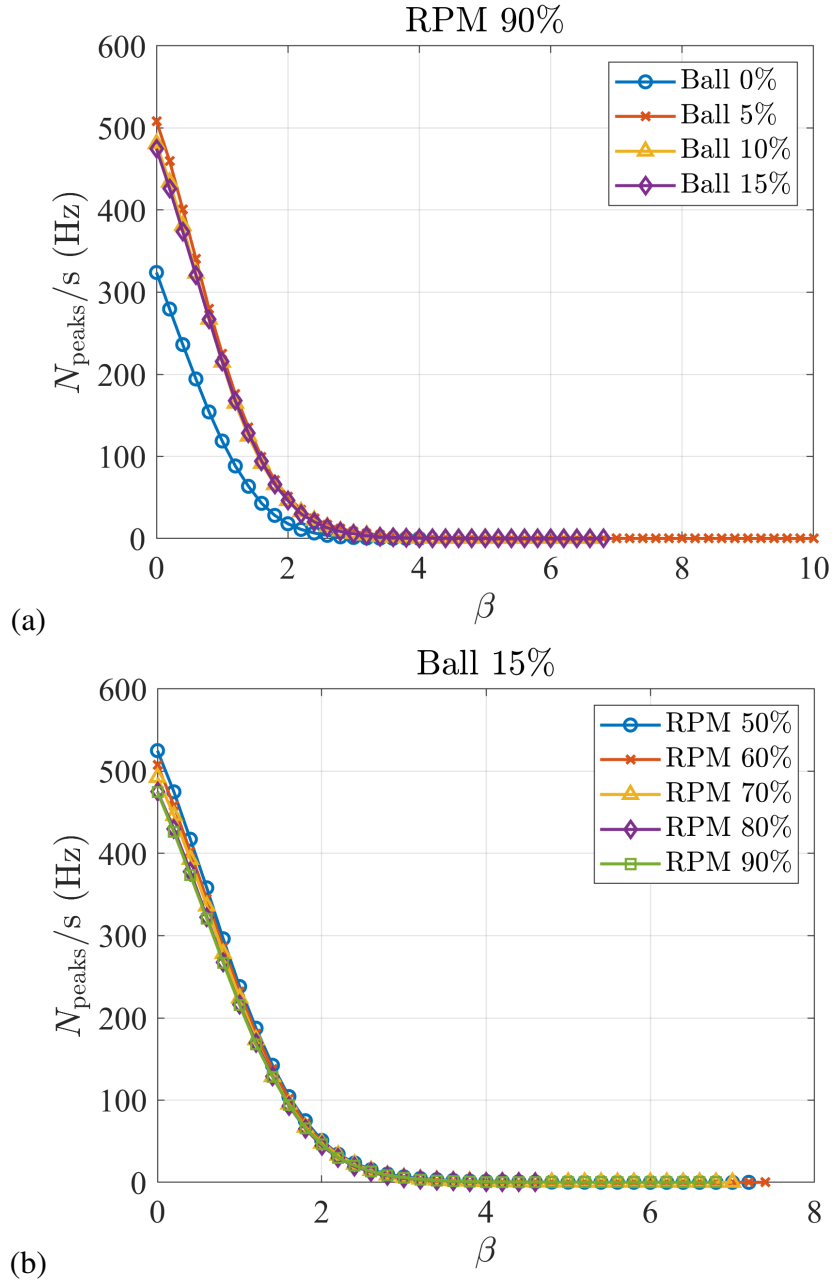 RPM 90%
600
500
400
300
200
100
0
N_peaks/s (Hz)
Ball 0%
Ball 5%
Ball 10%
Ball 15%
0 2 4 6 8 10
β
(a)
Ball 15%
600
500
400
300
200
100
0
N_peaks/s (Hz)
RPM 50%
RPM 60%
RPM 70%
RPM 80%
RPM 90%
0 2 4 6 8
β
(b)